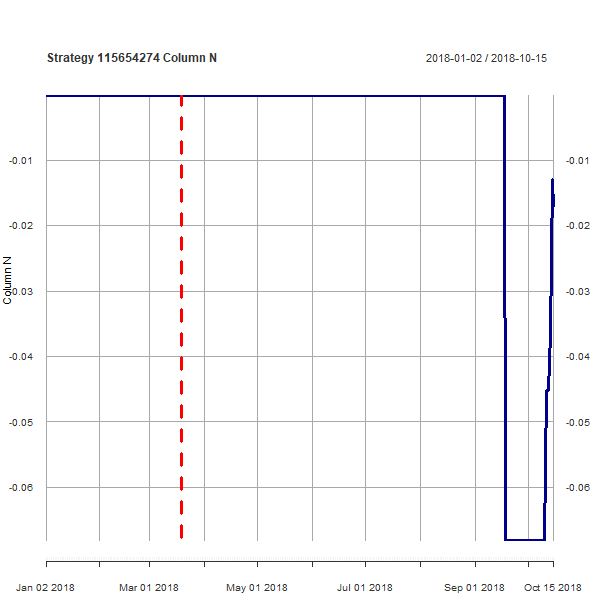 Strategy 115654274 Column N
2018-01-02 / 2018-10-15
-0.01
-0.01
-0.02
-0.02
-0.03
-0.03
Column N
-0.04
-0.04
-0.05
-0.05
-0.06
-0.06
Jan 02 2018
Mar 01 2018
May 01 2018
Jul 01 2018
Sep 01 2018
Oct 15 2018